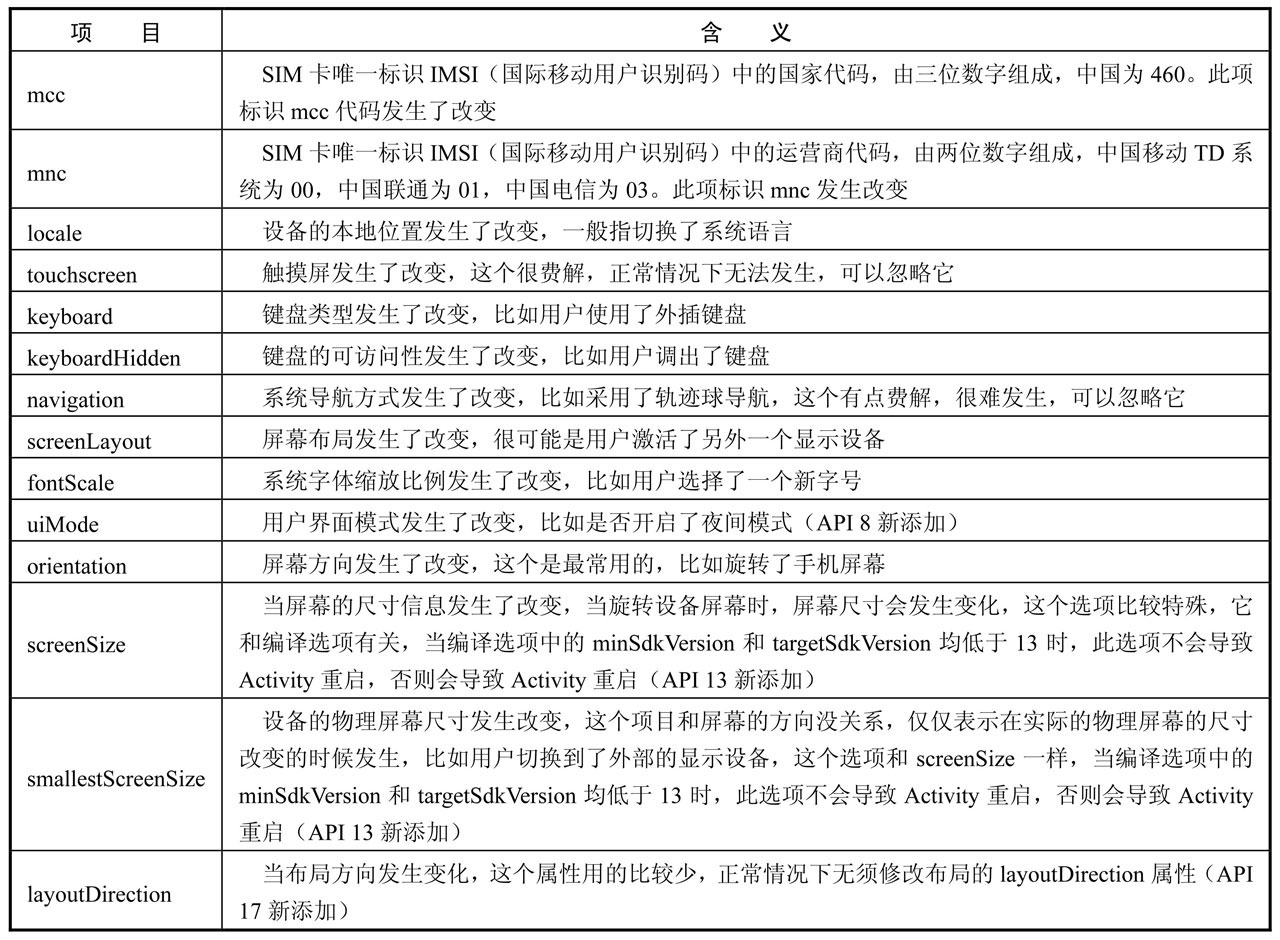 项 目 含 义
mcc
SIM 卡唯一标识 IMSI（国际移动用户识别码）中的国家代码，由三位数字组成，中国为 460。此项
标识 mcc 代码发生了改变
mnc
SIM 卡唯一标识 IMSI（国际移动用户识别码）中的运营商代码，由两位数字组成，中国移动 TD 系
统为 00，中国联通为 01，中国电信为 03。此项标识 mnc 发生改变
locale 设备的本地位置发生了改变，一般指切换了系统语言
touchscreen 触摸屏发生了改变，这个很费解，正常情况下无法发生，可以忽略它
keyboard 键盘类型发生了改变，比如用户使用了外插键盘
keyboardHidden 键盘的可访问性发生了改变，比如用户调出了键盘
navigation 系统导航方式发生了改变，比如采用了轨迹球导航，这个有点费解，很难发生，可以忽略它
screenLayout 屏幕布局发生了改变，很可能是用户激活了另外一个显示设备
fontScale 系统字体缩放比例发生了改变，比如用户选择了一个新字号
uiMode 用户界面模式发生了改变，比如是否开启了夜间模式（API 8 新添加）
orientation 屏幕方向发生了改变，这个是最常用的，比如旋转了手机屏幕
screenSize
当屏幕的尺寸信息发生了改变，当旋转设备屏幕时，屏幕尺寸会发生变化，这个选项比较特殊，它
和编译选项有关，当编译选项中的 minSdkVersion 和 targetSdkVersion 均低于 13 时，此选项不会导致
Activity 重启，否则会导致 Activity 重启（API 13 新添加）
smallestScreenSize
设备的物理屏幕尺寸发生改变，这个项目和屏幕的方向没关系，仅仅表示在实际的物理屏幕的尺寸
改变的时候发生，比如用户切换到了外部的显示设备，这个选项和 screenSize 一样，当编译选项中的
minSdkVersion 和 targetSdkVersion 均低于 13 时，此选项不会导致 Activity 重启，否则会导致 Activity
重启（API 13 新添加）
layoutDirection
当布局方向发生变化，这个属性用的比较少，正常情况下无须修改布局的 layoutDirection 属性（API
17 新添加）